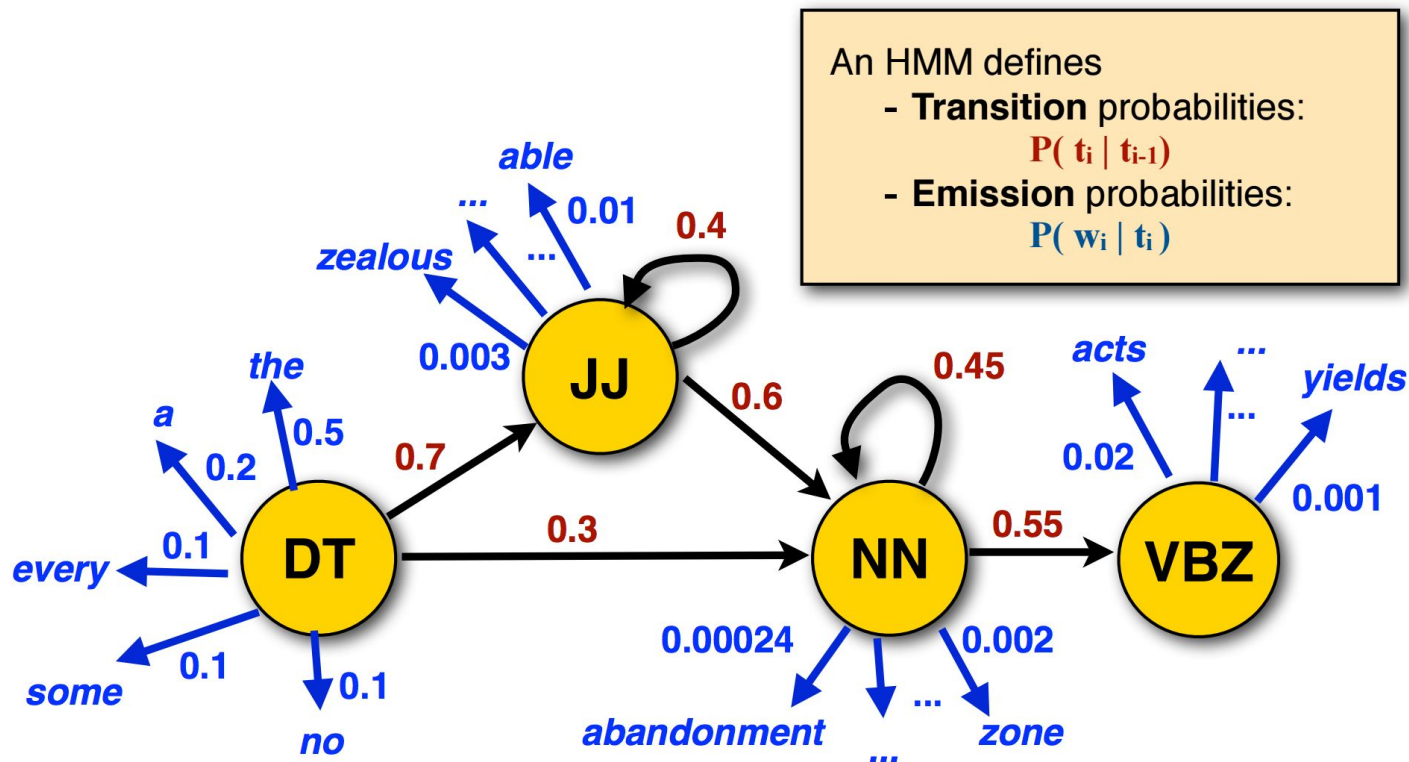 An HMM defines
- Transition probabilities:
P( ti | ti-1)
- Emission probabilities:
P( wi | ti )
able
...
0.01
...
zealous
0.003
0.4
JJ
the
a
0.5
0.2
0.7
0.6
0.45
acts
...
yields
...
0.02
0.001
every
0.1
DT
0.3
NN
0.55
VBZ
some
0.1
0.1
no
0.00024
0.002
...
abandonment
...
zone